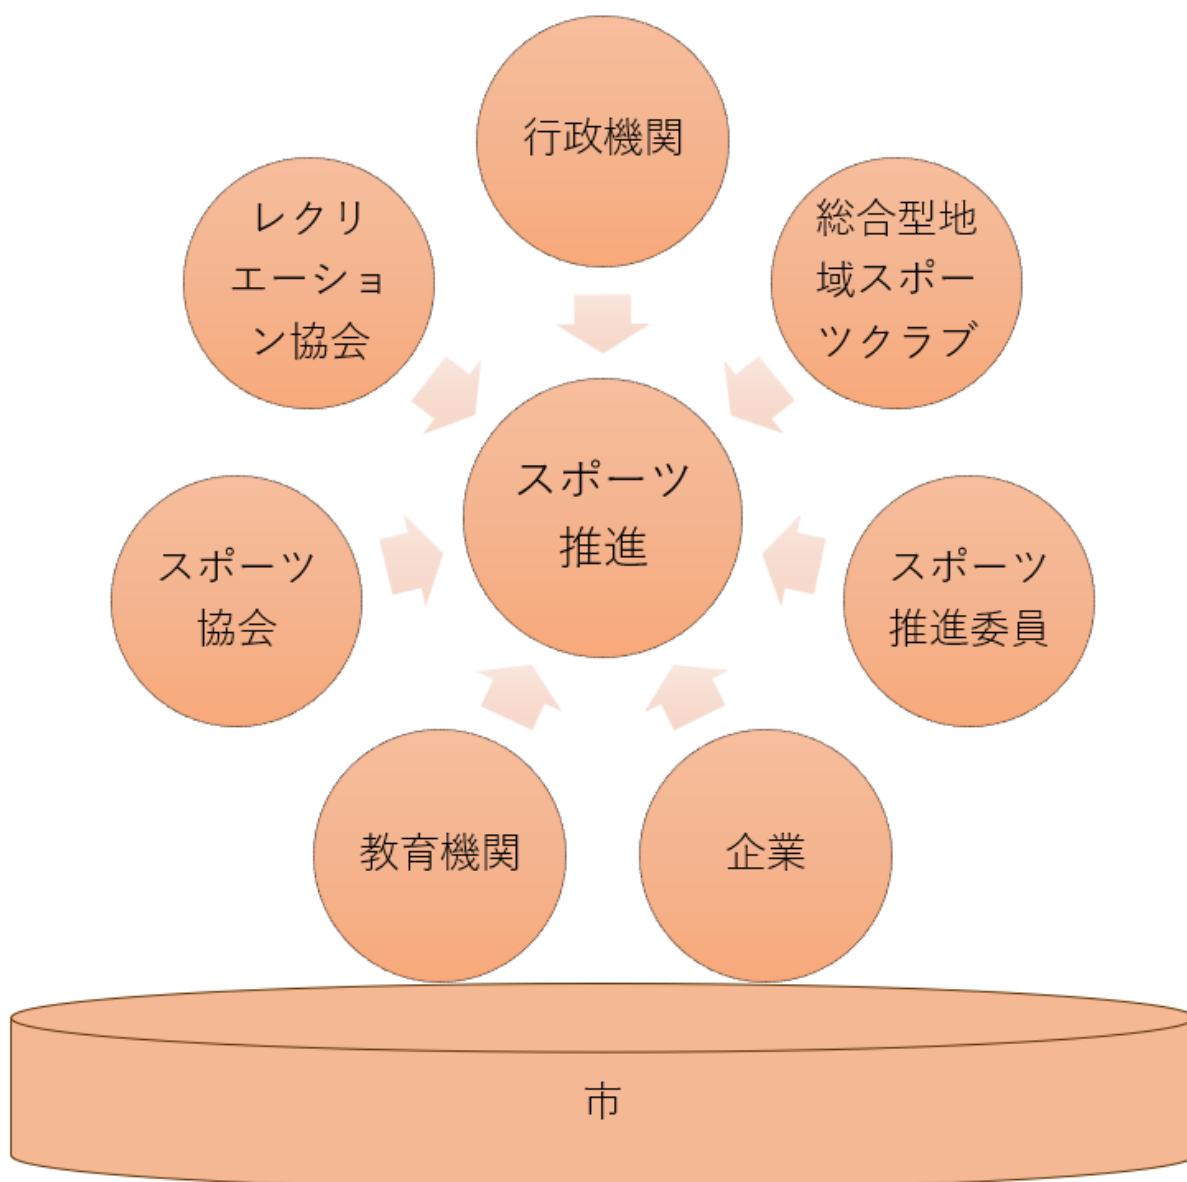 行政機関
レクリ
エーショ
ン協会
総合型地
域スポー
ツクラブ
スポーツ
推進
スポーツ
協会
スポーツ
推進委員
教育機関
企業
市